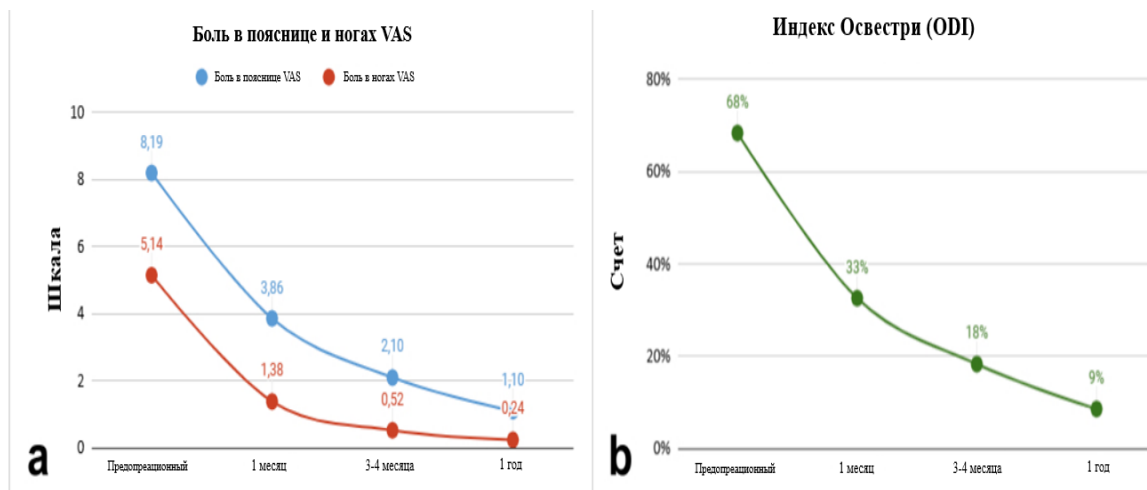 Боль в пояснице и ногах VAS
Боль в пояснице VAS
Боль в ногах VAS
Шкала
10
8
6
4
2
0
8,19
5,14
3,86
1,38
2,10
0,52
1,10
0,24
Предопреационный
1 месяц
3-4 месяца
1 год
a
Индекс Освестри (ODI)
Счет
80%
60%
40%
20%
0%
68%
33%
18%
9%
Предопреационный
1 месяц
3-4 месяца
1 год
b